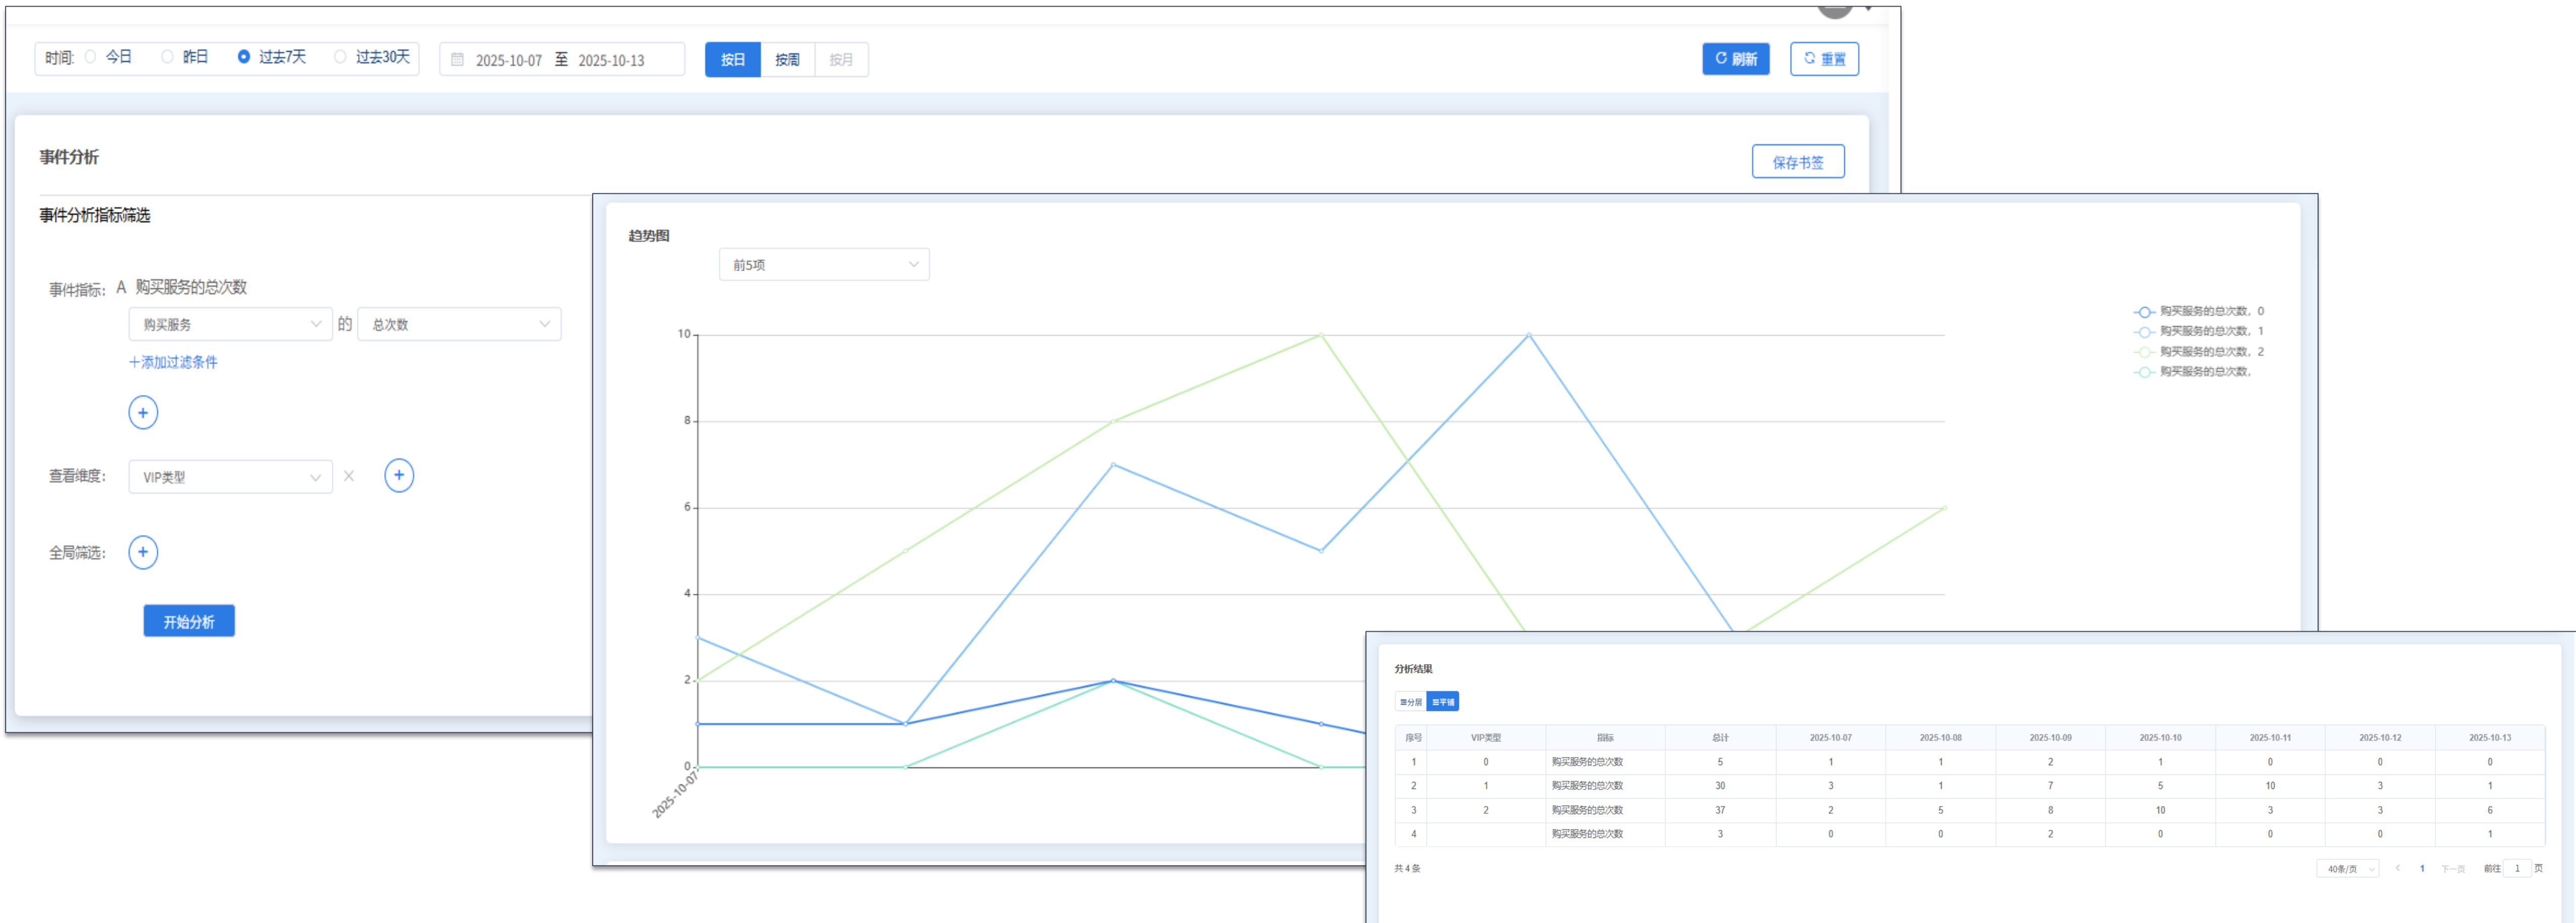 时间: 今日 昨日 过去7天 过去30天 2025-10-07 至 2025-10-13 按日 按周 按月 刷新 重置
事件分析 保存书签
事件分析指标筛选
事件指标: A 购买服务的总次数
购买服务 的 总次数
+添加过滤条件
+
查看维度: VIP类型 × +
全局筛选: +
开始分析
趋势图
前5项
购买服务的总次数, 0
购买服务的总次数, 1
购买服务的总次数, 2
购买服务的总次数,
10
8
6
4
2
0
2025-10-07
分析结果
分层 平铺
序号 VIP类型 指标 总计 2025-10-07 2025-10-08 2025-10-09 2025-10-10 2025-10-11 2025-10-12 2025-10-13
1 0 购买服务的总次数 5 1 1 2 1 0 0 0
2 1 购买服务的总次数 30 3 1 7 5 10 3 1
3 2 购买服务的总次数 37 2 5 8 10 3 3 6
4 购买服务的总次数 3 0 0 2 0 0 0 1
共 4 条 40条/页 < 1 下一页 前往 1 页